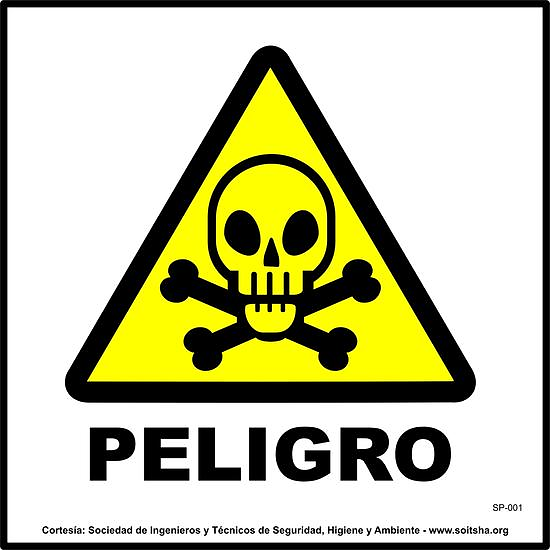 PELIGRO
SP-001
Cortesía: Sociedad de Ingenieros y Técnicos de Seguridad, Higiene y Ambiente - www.soitsha.org